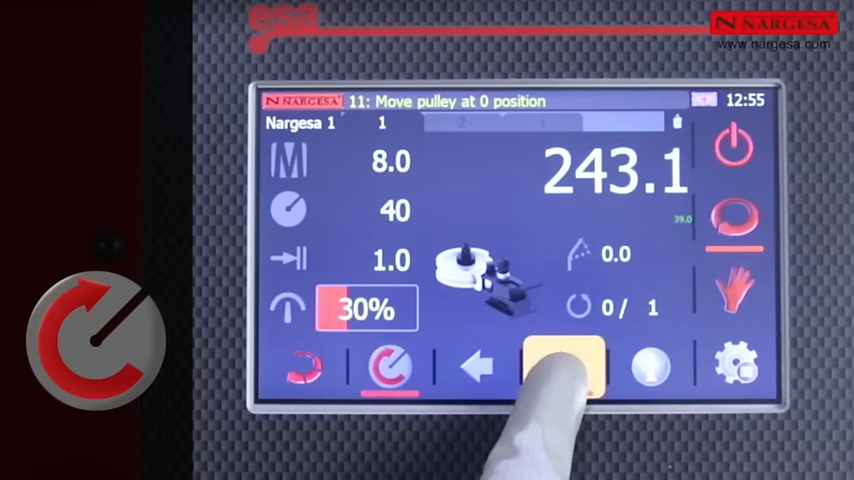 esa
NARGESA®
www.nargesa.com
NARGESA® 11: Move pulley at 0 position 12:55
Nargesa 1 1 2 +
8.0 243.1
40 39.0
1.0 0.0
30% 0 / 1